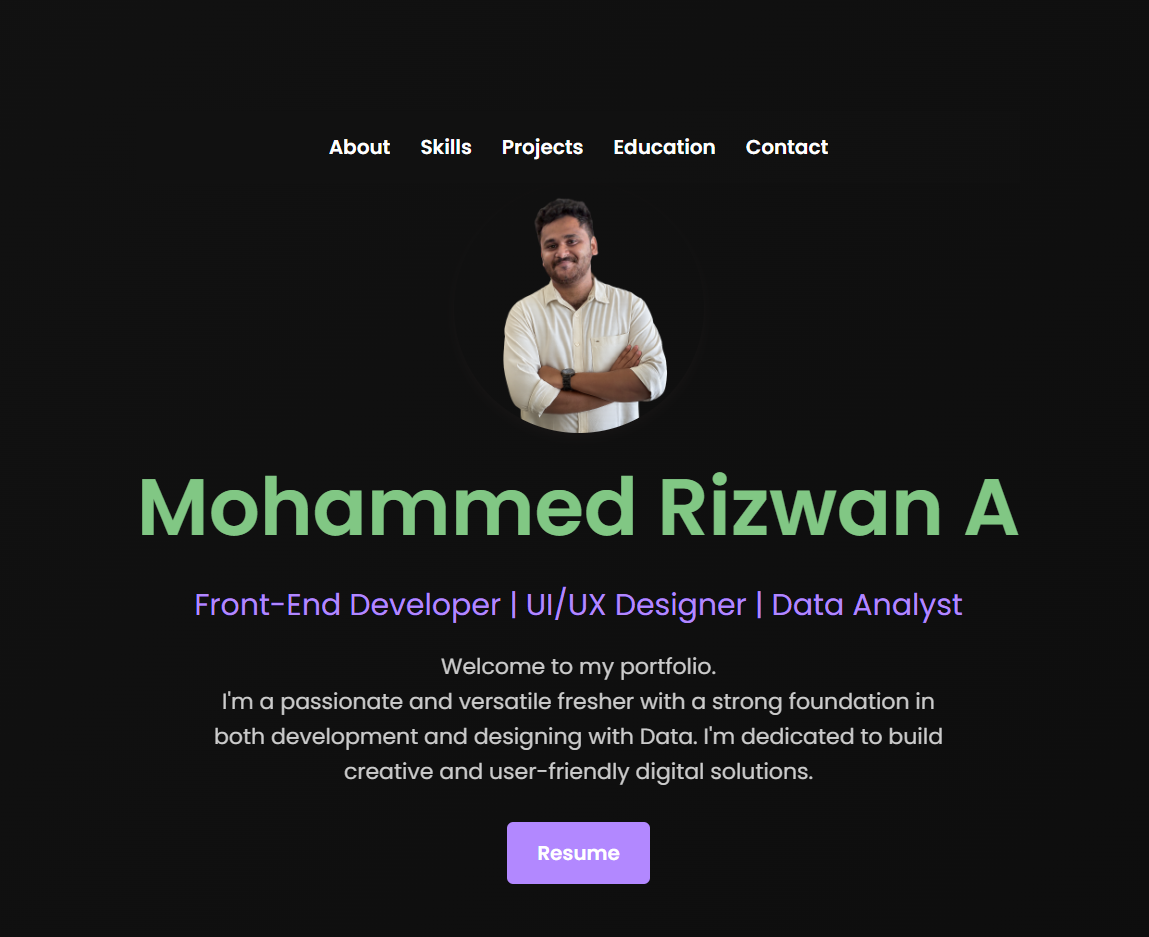 About Skills Projects Education Contact
Mohammed Rizwan A
Front-End Developer | UI/UX Designer | Data Analyst
Welcome to my portfolio.
I'm a passionate and versatile fresher with a strong foundation in
both development and designing with Data. I'm dedicated to build
creative and user-friendly digital solutions.
Resume